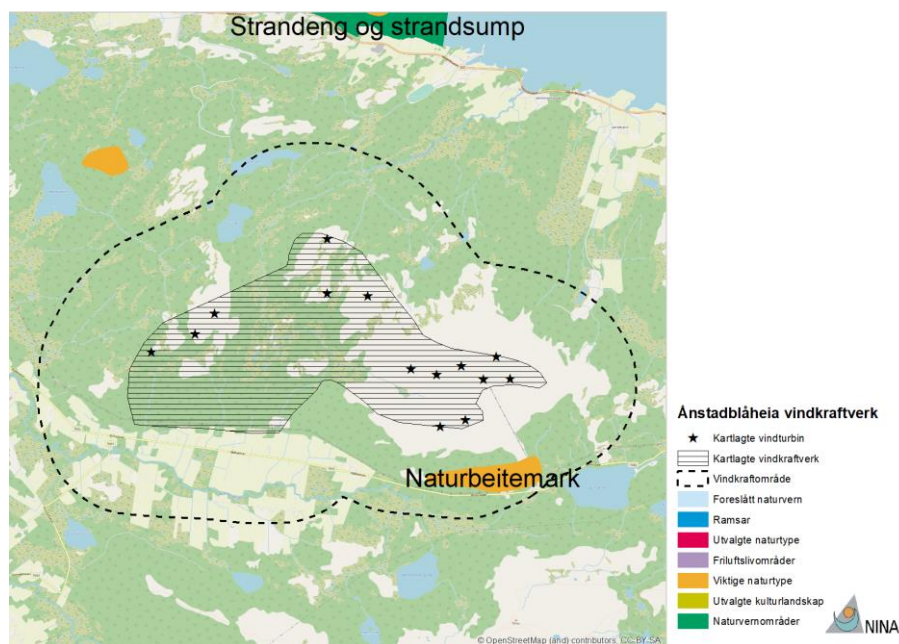 Strandeng og strandsump
Naturbeitemark
Ånstadblåheia vindkraftverk
Kartlagte vindturbin
Kartlagte vindkraftverk
Vindkraftområde
Foreslått naturvern
Ramsar
Utvalgte naturtype
Friluftslivområder
Viktige naturtype
Utvalgte kulturlandskap
Naturvernområder
NINA
© OpenStreetMap (and) contributors, CC-BY-SA